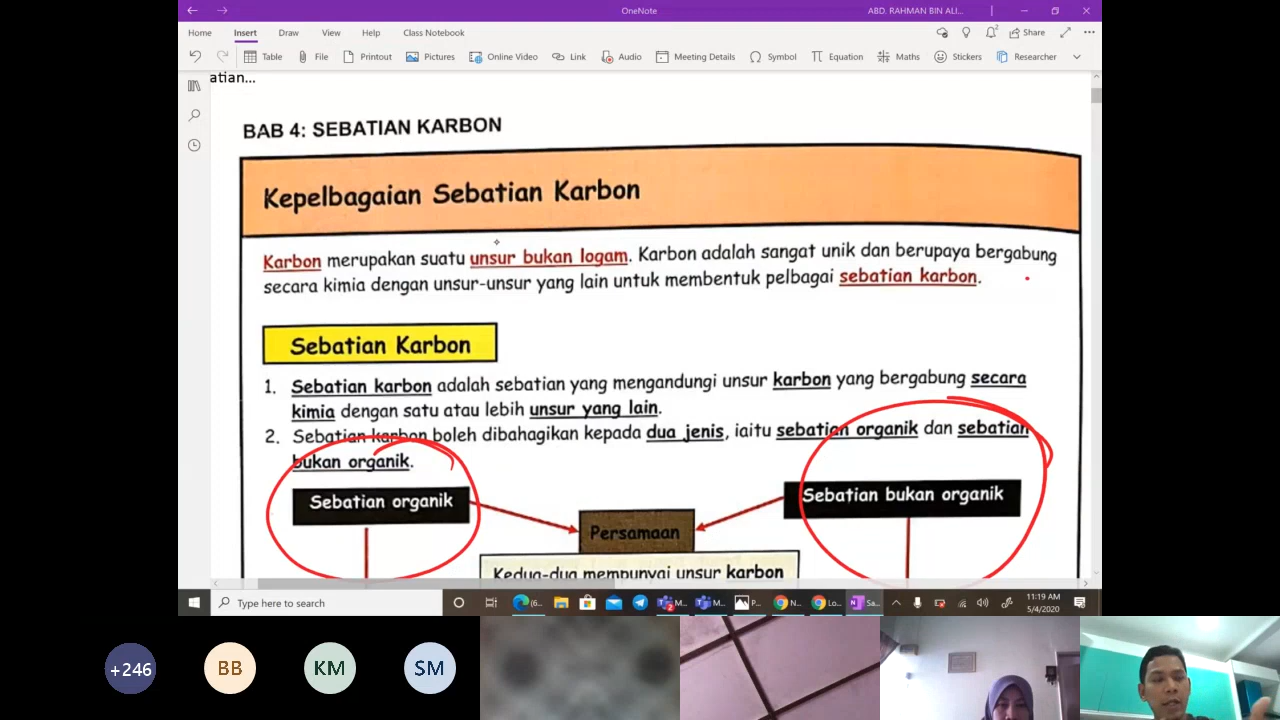 OneNote
ABD. RAHMAN BIN ALI...
Home Insert Draw View Help Class Notebook
Share
Table File Printout Pictures Online Video Link Audio Meeting Details Symbol Equation Maths Stickers Researcher
atian...
BAB 4: SEBATIAN KARBON
Kepelbagaian Sebatian Karbon
Karbon merupakan suatu unsur bukan logam. Karbon adalah sangat unik dan berupaya bergabung
secara kimia dengan unsur-unsur yang lain untuk membentuk pelbagai sebatian karbon.
Sebatian Karbon
1. Sebatian karbon adalah sebatian yang mengandungi unsur karbon yang bergabung secara
kimia dengan satu atau lebih unsur yang lain.
2. Sebatian karbon boleh dibahagikan kepada dua jenis, iaitu sebatian organik dan sebatian
bukan organik.
Sebatian organik
Sebatian bukan organik
Persamaan
Kedua-dua mempunyai unsur karbon
Type here to search
(6...
M...
M...
P...
N...
Lo...
Sa...
11:19 AM
5/4/2020
+246
BB
KM
SM